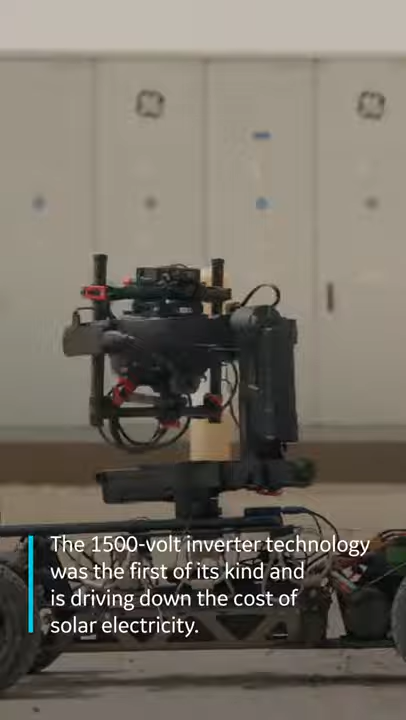 The 1500-volt inverter technology
was the first of its kind and
is driving down the cost of
solar electricity.